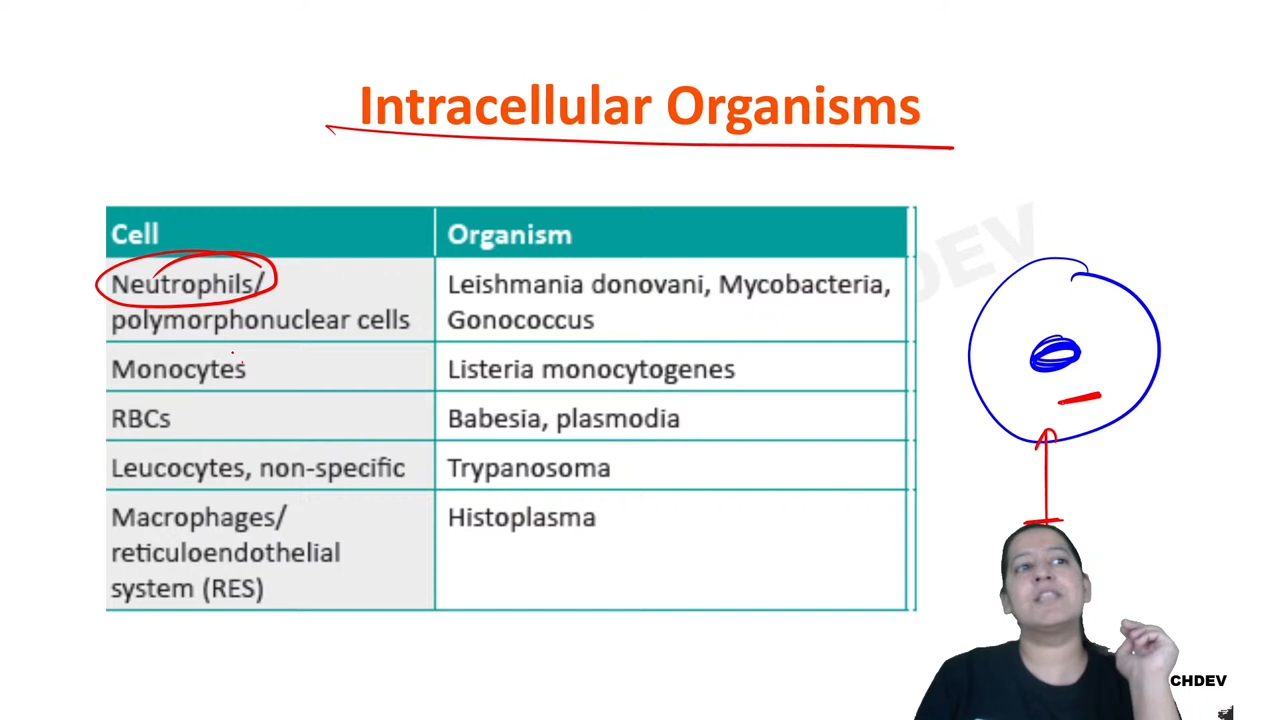 Intracellular Organisms
Cell
Organism
Neutrophils/
polymorphonuclear cells
Leishmania donovani, Mycobacteria,
Gonococcus
Monocytes
Listeria monocytogenes
RBCs
Babesia, plasmodia
Leucocytes, non-specific
Trypanosoma
Macrophages/
reticuloendothelial
system (RES)
Histoplasma
DEV
CHDEV